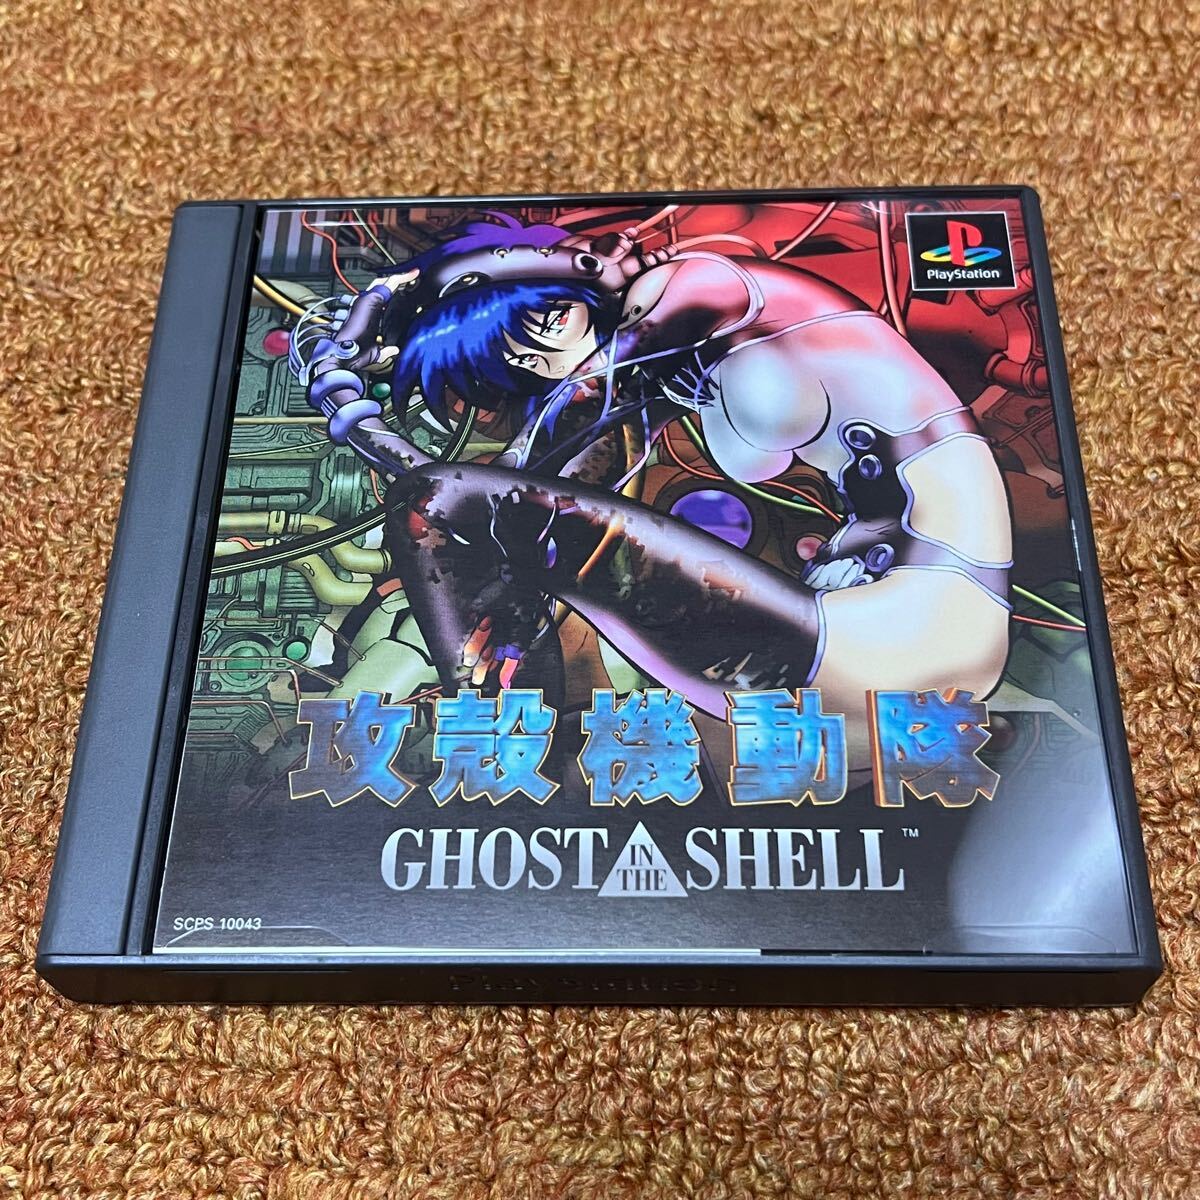 PlayStation
攻殻機動隊
GHOST IN THE SHELL™
SCPS 10043
PlayStation